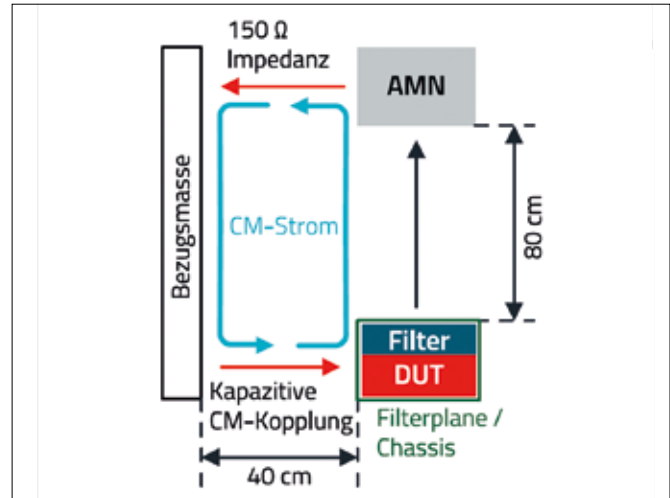 150 Ω
Impedanz
AMN
Bezugsmasse
CM-Strom
80 cm
Filter
DUT
Kapazitive
CM-Kopplung
Filterplane /
Chassis
40 cm